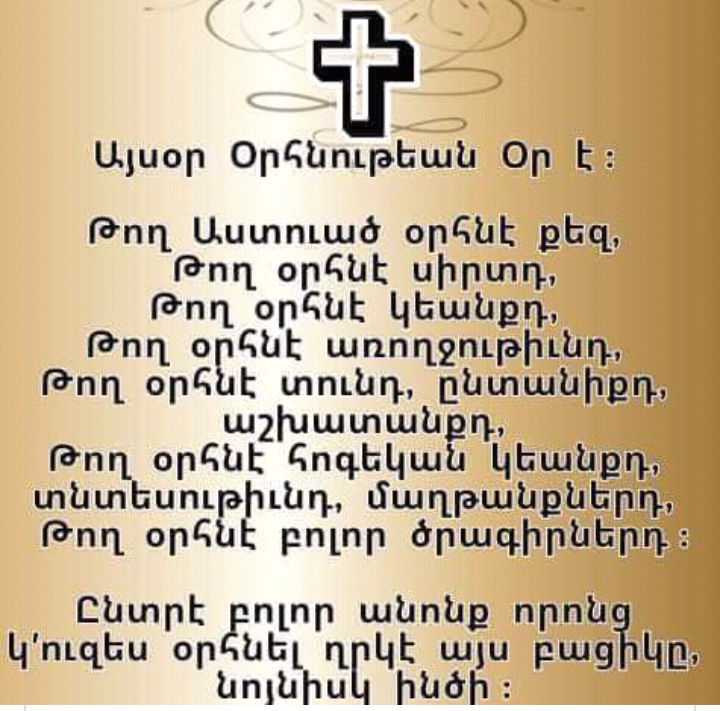 Այսօր Օրհնութեան Օր է ։
Թող Աստուած օրհնէ քեզ,
Թող օրհնէ սիրտդ,
Թող օրհնէ կեանքդ,
Թող օրհնէ առողջութիւնդ,
Թող օրհնէ տունդ, ընտանիքդ,
աշխատանքդ,
Թող օրհնէ հոգեկան կեանքդ,
տնտեսութիւնդ, մաղթանքներդ,
Թող օրհնէ բոլոր ծրագիրներդ ։
Ընտրէ բոլոր անոնք որոնց
կ՚ուզես օրհնել ղրկէ այս բացիկը,
նոյնիսկ ինծի ։